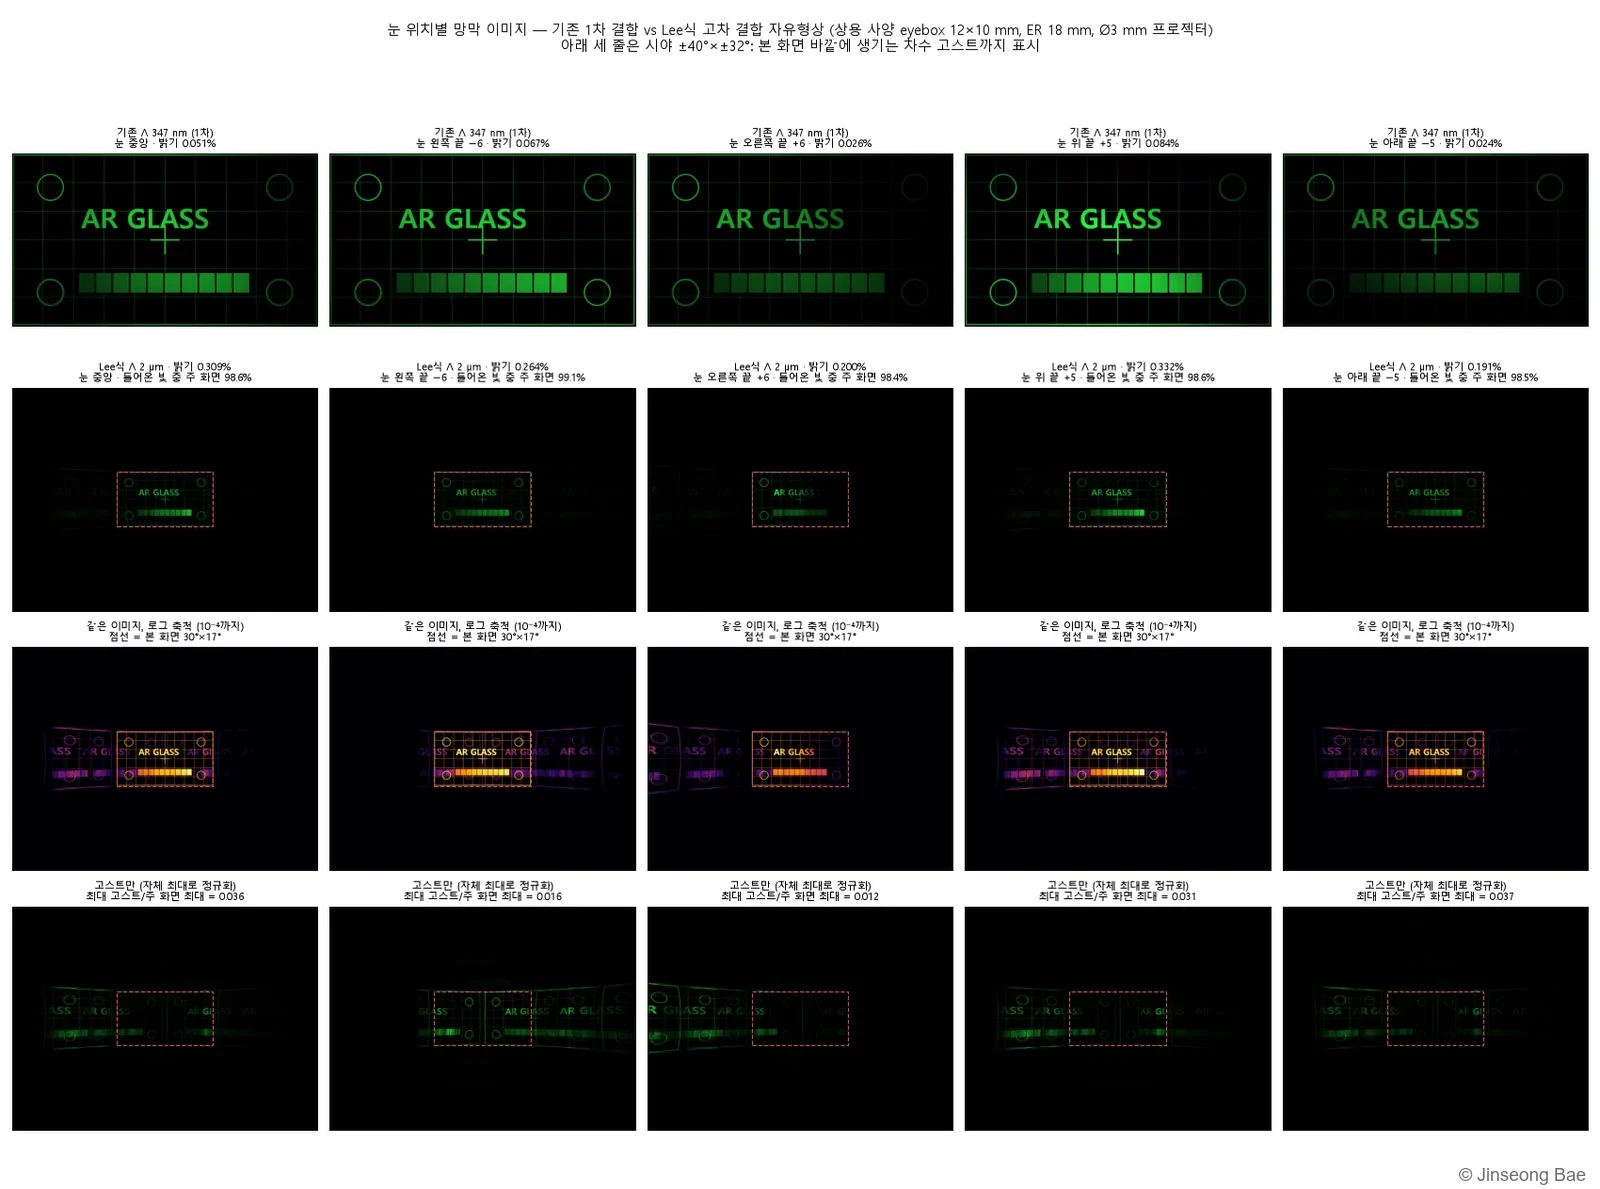 눈 위치별 망막 이미지 — 기존 1차 결합 vs Lee식 고차 결합 자유형상 (상용 사양 eyebox 12×10 mm, ER 18 mm, Ø3 mm 프로젝터)
아래 세 줄은 시야 ±40°×±32°: 본 화면 바깥에 생기는 차수 고스트까지 표시
기존 Λ 347 nm (1차)
눈 중앙 · 밝기 0.051%
기존 Λ 347 nm (1차)
눈 왼쪽 끝 −6 · 밝기 0.067%
기존 Λ 347 nm (1차)
눈 오른쪽 끝 +6 · 밝기 0.026%
기존 Λ 347 nm (1차)
눈 위 끝 +5 · 밝기 0.084%
기존 Λ 347 nm (1차)
눈 아래 끝 −5 · 밝기 0.024%
AR GLASS
AR GLASS
AR GLASS
AR GLASS
AR GLASS
Lee식 Λ 2 µm · 밝기 0.309%
눈 중앙 · 들어온 빛 중 주 화면 98.6%
Lee식 Λ 2 µm · 밝기 0.264%
눈 왼쪽 끝 −6 · 들어온 빛 중 주 화면 99.1%
Lee식 Λ 2 µm · 밝기 0.200%
눈 오른쪽 끝 +6 · 들어온 빛 중 주 화면 98.4%
Lee식 Λ 2 µm · 밝기 0.332%
눈 위 끝 +5 · 들어온 빛 중 주 화면 98.6%
Lee식 Λ 2 µm · 밝기 0.191%
눈 아래 끝 −5 · 들어온 빛 중 주 화면 98.5%
AR GLASS
AR GLASS
AR GLASS
AR GLASS
AR GLASS
같은 이미지, 로그 축척 (10⁻⁴까지)
점선 = 본 화면 30°×17°
같은 이미지, 로그 축척 (10⁻⁴까지)
점선 = 본 화면 30°×17°
같은 이미지, 로그 축척 (10⁻⁴까지)
점선 = 본 화면 30°×17°
같은 이미지, 로그 축척 (10⁻⁴까지)
점선 = 본 화면 30°×17°
같은 이미지, 로그 축척 (10⁻⁴까지)
점선 = 본 화면 30°×17°
AR GLASS
AR GLASS
AR GLASS
AR GLASS
AR GLASS
고스트만 (자체 최대로 정규화)
최대 고스트/주 화면 최대 = 0.036
고스트만 (자체 최대로 정규화)
최대 고스트/주 화면 최대 = 0.016
고스트만 (자체 최대로 정규화)
최대 고스트/주 화면 최대 = 0.012
고스트만 (자체 최대로 정규화)
최대 고스트/주 화면 최대 = 0.031
고스트만 (자체 최대로 정규화)
최대 고스트/주 화면 최대 = 0.037
© Jinseong Bae